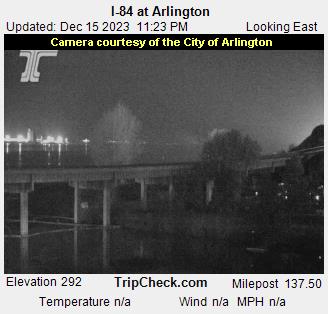 I-84 at Arlington
Updated: Dec 15 2023 11:23 PM Looking East
Camera courtesy of the City of Arlington
Elevation 292 TripCheck.com Milepost 137.50
Temperature n/a Wind n/a MPH n/a